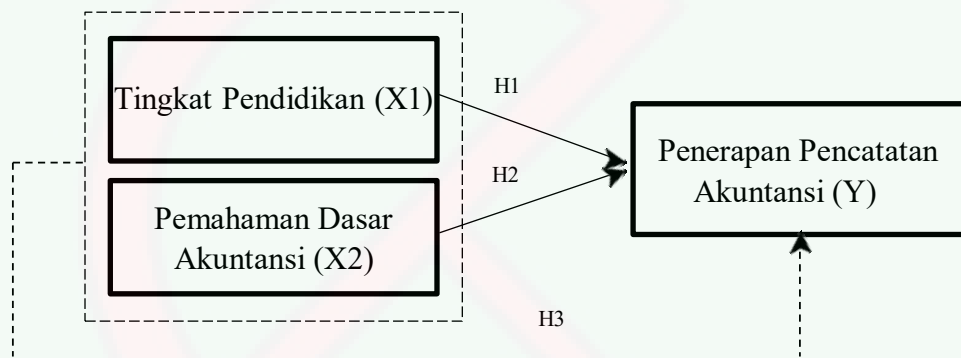 Tingkat Pendidikan (X1)
H1
Penerapan Pencatatan
Akuntansi (Y)
H2
Pemahaman Dasar
Akuntansi (X2)
H3